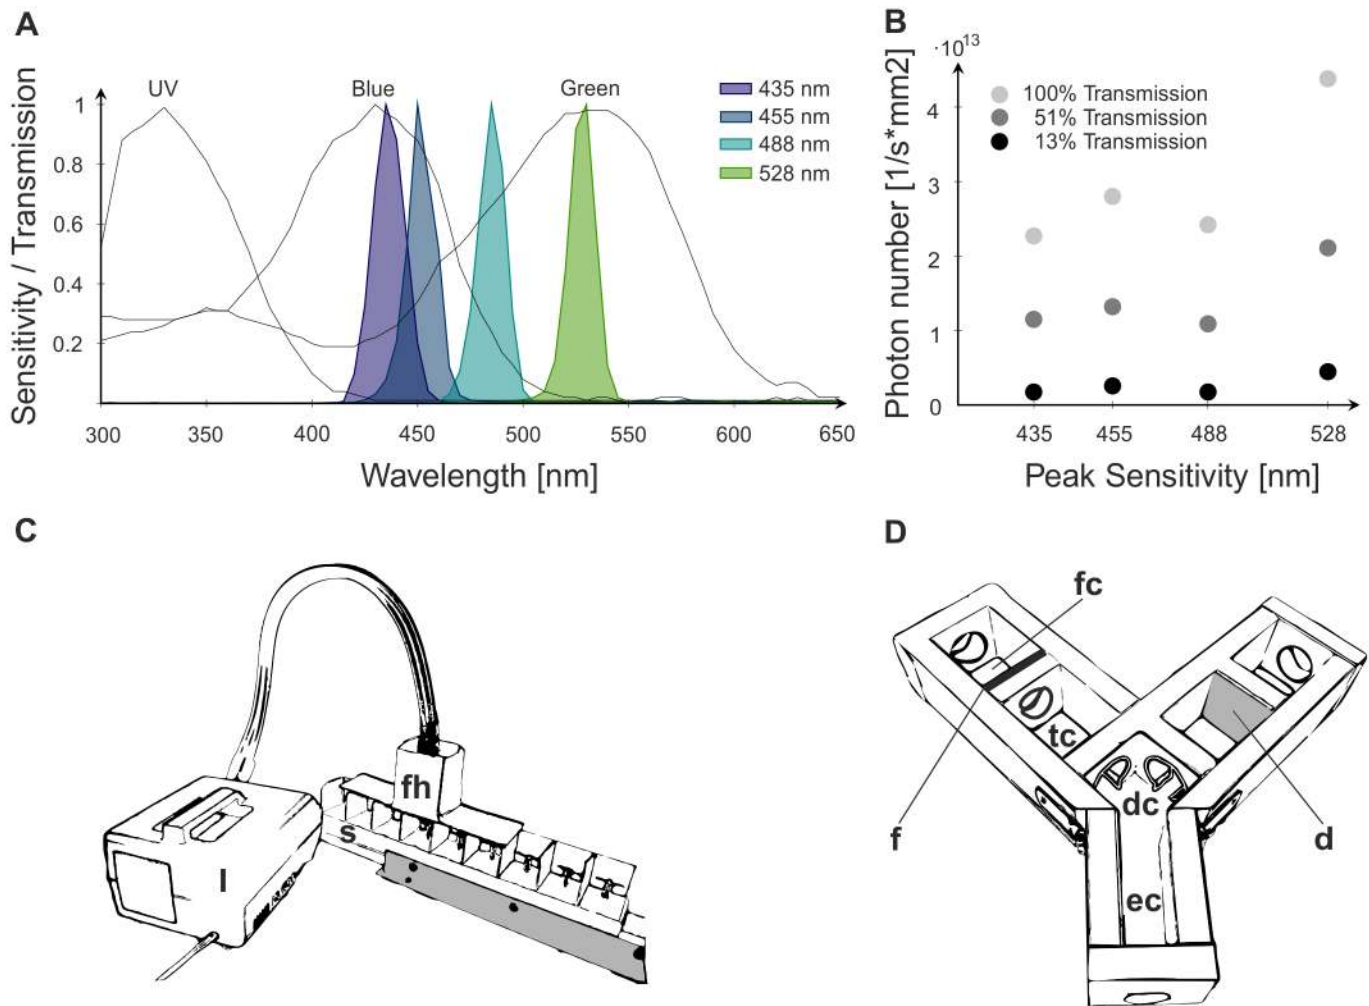 A
UV
Blue
Green
435 nm
455 nm
488 nm
528 nm
Sensitivity / Transmission
1
0.8
0.6
0.4
0.2
300
350
400
450
500
550
600
650
Wavelength [nm]
B
·10¹³
Photon number [1/s*mm2]
100% Transmission
51% Transmission
13% Transmission
4
3
2
1
0
435
455
488
528
Peak Sensitivity [nm]
C
fh
s
l
D
fc
tc
dc
f
d
ec